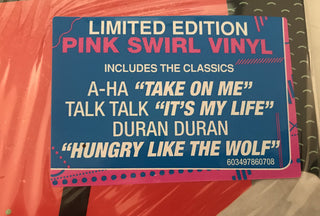 LIMITED EDITION
PINK SWIRL VINYL
INCLUDES THE CLASSICS
A-HA “TAKE ON ME”
TALK TALK “IT’S MY LIFE”
DURAN DURAN
“HUNGRY LIKE THE WOLF”
603497860708